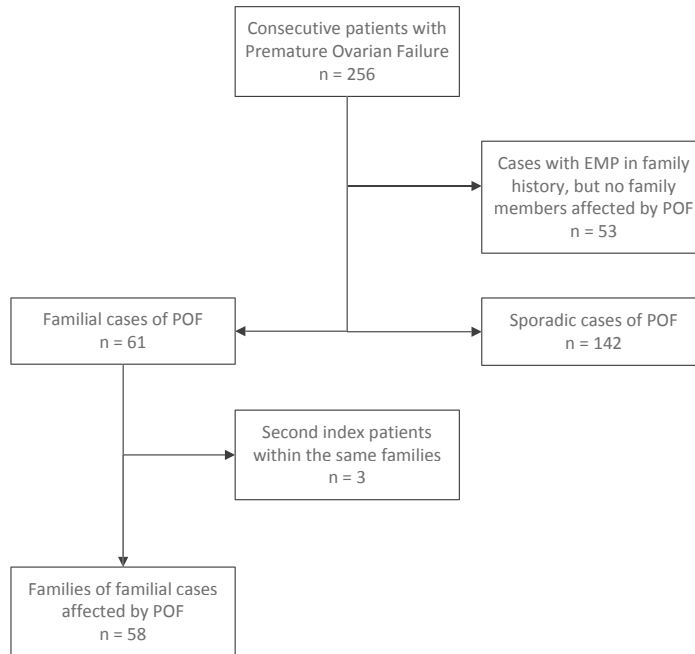 Consecutive patients with
Premature Ovarian Failure
n = 256
Cases with EMP in family
history, but no family
members affected by POF
n = 53
Familial cases of POF
n = 61
Sporadic cases of POF
n = 142
Second index patients
within the same families
n = 3
Families of familial cases
affected by POF
n = 58